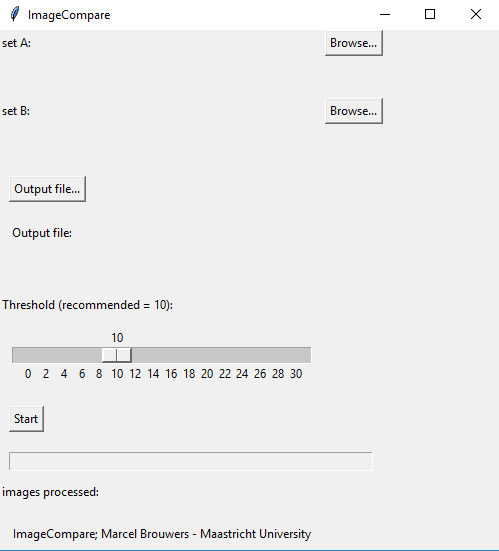 ImageCompare
set A:
Browse...
set B:
Browse...
Output file...
Output file:
Threshold (recommended = 10):
10
0 2 4 6 8 10 12 14 16 18 20 22 24 26 28 30
Start
images processed:
ImageCompare; Marcel Brouwers - Maastricht University